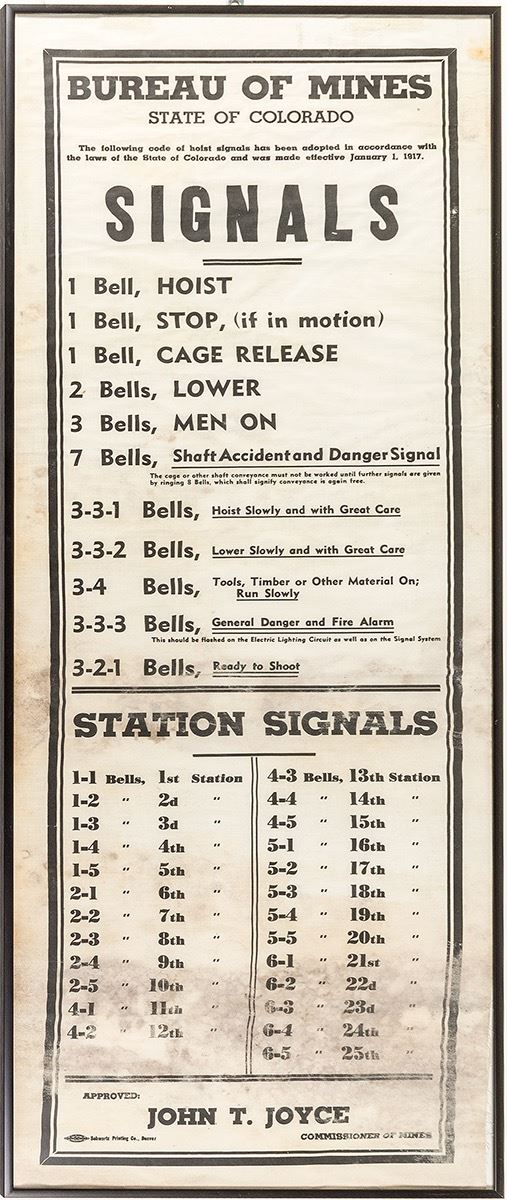 BUREAU OF MINES
STATE OF COLORADO
The following code of hoist signals has been adopted in accordance with
the laws of the State of Colorado and was made effective January 1, 1917.
SIGNALS
1 Bell, HOIST
1 Bell, STOP, (if in motion)
1 Bell, CAGE RELEASE
2 Bells, LOWER
3 Bells, MEN ON
7 Bells, Shaft Accident and Danger Signal
The cage or other shaft conveyance must not be worked until further signals are given
by ringing 8 Bells, which shall signify conveyance is again free.
3-3-1 Bells, Hoist Slowly and with Great Care
3-3-2 Bells, Lower Slowly and with Great Care
3-4 Bells, Tools, Timber or Other Material On;
Run Slowly
3-3-3 Bells, General Danger and Fire Alarm
This should be flashed on the Electric Lighting Circuit as well as on the Signal System
3-2-1 Bells, Ready to Shoot
STATION SIGNALS
1-1 Bells, 1st Station
1-2 " 2d "
1-3 " 3d "
1-4 " 4th "
1-5 " 5th "
2-1 " 6th "
2-2 " 7th "
2-3 " 8th "
2-4 " 9th "
2-5 " 10th "
4-1 " 11th "
4-2 " 12th "
4-3 Bells, 13th Station
4-4 " 14th "
4-5 " 15th "
5-1 " 16th "
5-2 " 17th "
5-3 " 18th "
5-4 " 19th "
5-5 " 20th "
6-1 " 21st "
6-2 " 22d "
6-3 " 23d "
6-4 " 24th "
6-5 " 25th "
APPROVED:
JOHN T. JOYCE
COMMISSIONER OF MINES
Schwartz Printing Co., Denver